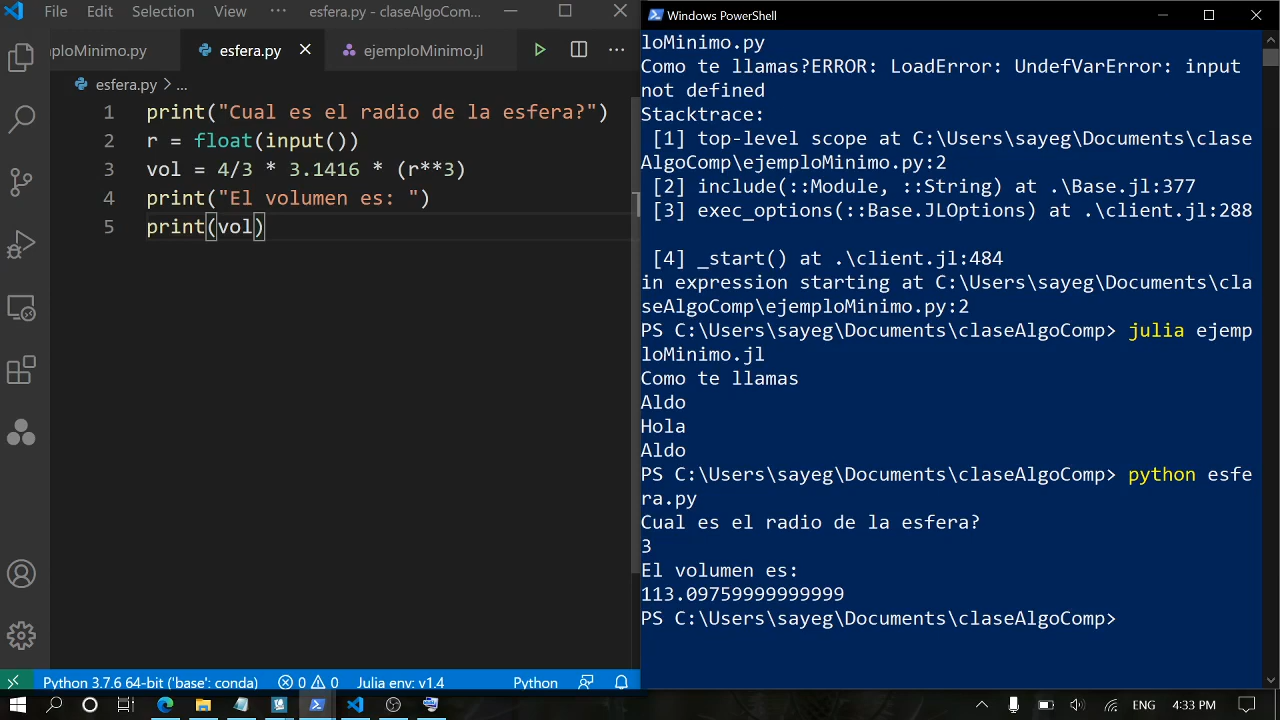 File Edit Selection View ··· esfera.py - claseAlgoCom...
ploMinimo.py esfera.py ejemploMinimo.jl ···
esfera.py > ...
1 print("Cual es el radio de la esfera?")
2 r = float(input())
3 vol = 4/3 * 3.1416 * (r**3)
4 print("El volumen es: ")
5 print(vol)
Python 3.7.6 64-bit ('base': conda) 0 0 Julia env: v1.4 Python
Windows PowerShell
loMinimo.py
Como te llamas?ERROR: LoadError: UndefVarError: input
not defined
Stacktrace:
[1] top-level scope at C:\Users\sayeg\Documents\clase
AlgoComp\ejemploMinimo.py:2
[2] include(::Module, ::String) at .\Base.jl:377
[3] exec_options(::Base.JLOptions) at .\client.jl:288
[4] _start() at .\client.jl:484
in expression starting at C:\Users\sayeg\Documents\cla
seAlgoComp\ejemploMinimo.py:2
PS C:\Users\sayeg\Documents\claseAlgoComp> julia ejemp
loMinimo.jl
Como te llamas
Aldo
Hola
Aldo
PS C:\Users\sayeg\Documents\claseAlgoComp> python esfe
ra.py
Cual es el radio de la esfera?
3
El volumen es:
113.09759999999999
PS C:\Users\sayeg\Documents\claseAlgoComp>
ENG 4:33 PM